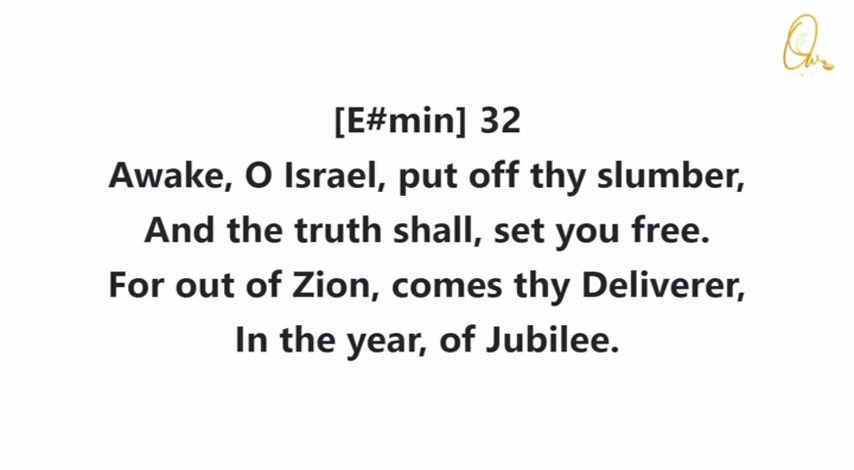 [E#min] 32
Awake, O Israel, put off thy slumber,
And the truth shall, set you free.
For out of Zion, comes thy Deliverer,
In the year, of Jubilee.